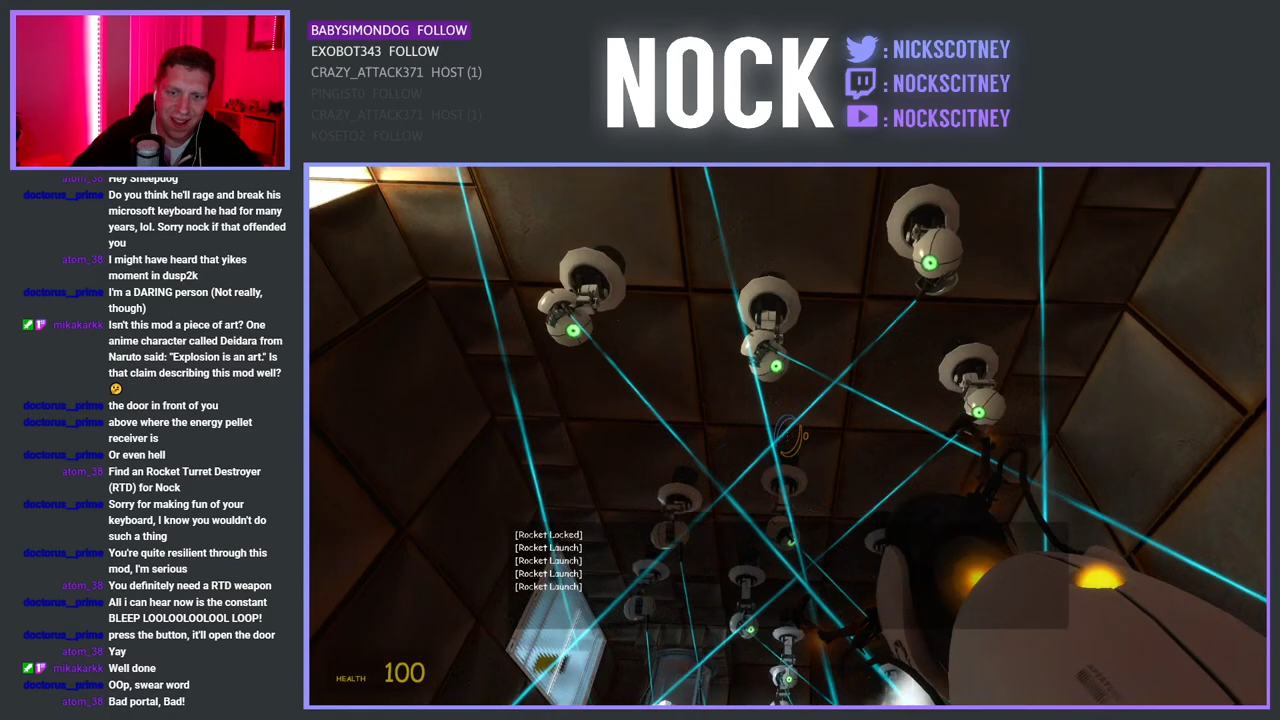 BABYSIMONDOG FOLLOW
EXOBOT343 FOLLOW
CRAZY_ATTACK371 HOST (1)
PINGIST0 FOLLOW
CRAZY_ATTACK371 HOST (1)
KOSETO2 FOLLOW
NOCK
: NICKSCOTNEY
: NOCKSCITNEY
: NOCKSCITNEY
atom_38 Hey Sheepdog
doctorus__prime Do you think he'll rage and break his
microsoft keyboard he had for many
years, lol. Sorry nock if that offended
you
atom_38 I might have heard that yikes
moment in dusp2k
doctorus__prime I'm a DARING person (Not really,
though)
mikakarkk Isn't this mod a piece of art? One
anime character called Deidara from
Naruto said: "Explosion is an art." Is
that claim describing this mod well?
doctorus__prime the door in front of you
doctorus__prime above where the energy pellet
receiver is
doctorus__prime Or even hell
atom_38 Find an Rocket Turret Destroyer
(RTD) for Nock
doctorus__prime Sorry for making fun of your
keyboard, I know you wouldn't do
such a thing
doctorus__prime You're quite resilient through this
mod, I'm serious
atom_38 You definitely need a RTD weapon
doctorus__prime All i can hear now is the constant
BLEEP LOOLOOLOOLOOL LOOP!
doctorus__prime press the button, it'll open the door
atom_38 Yay
mikakarkk Well done
doctorus__prime OOp, swear word
atom_38 Bad portal, Bad!
[Rocket Locked]
[Rocket Launch]
[Rocket Launch]
[Rocket Launch]
[Rocket Launch]
HEALTH 100